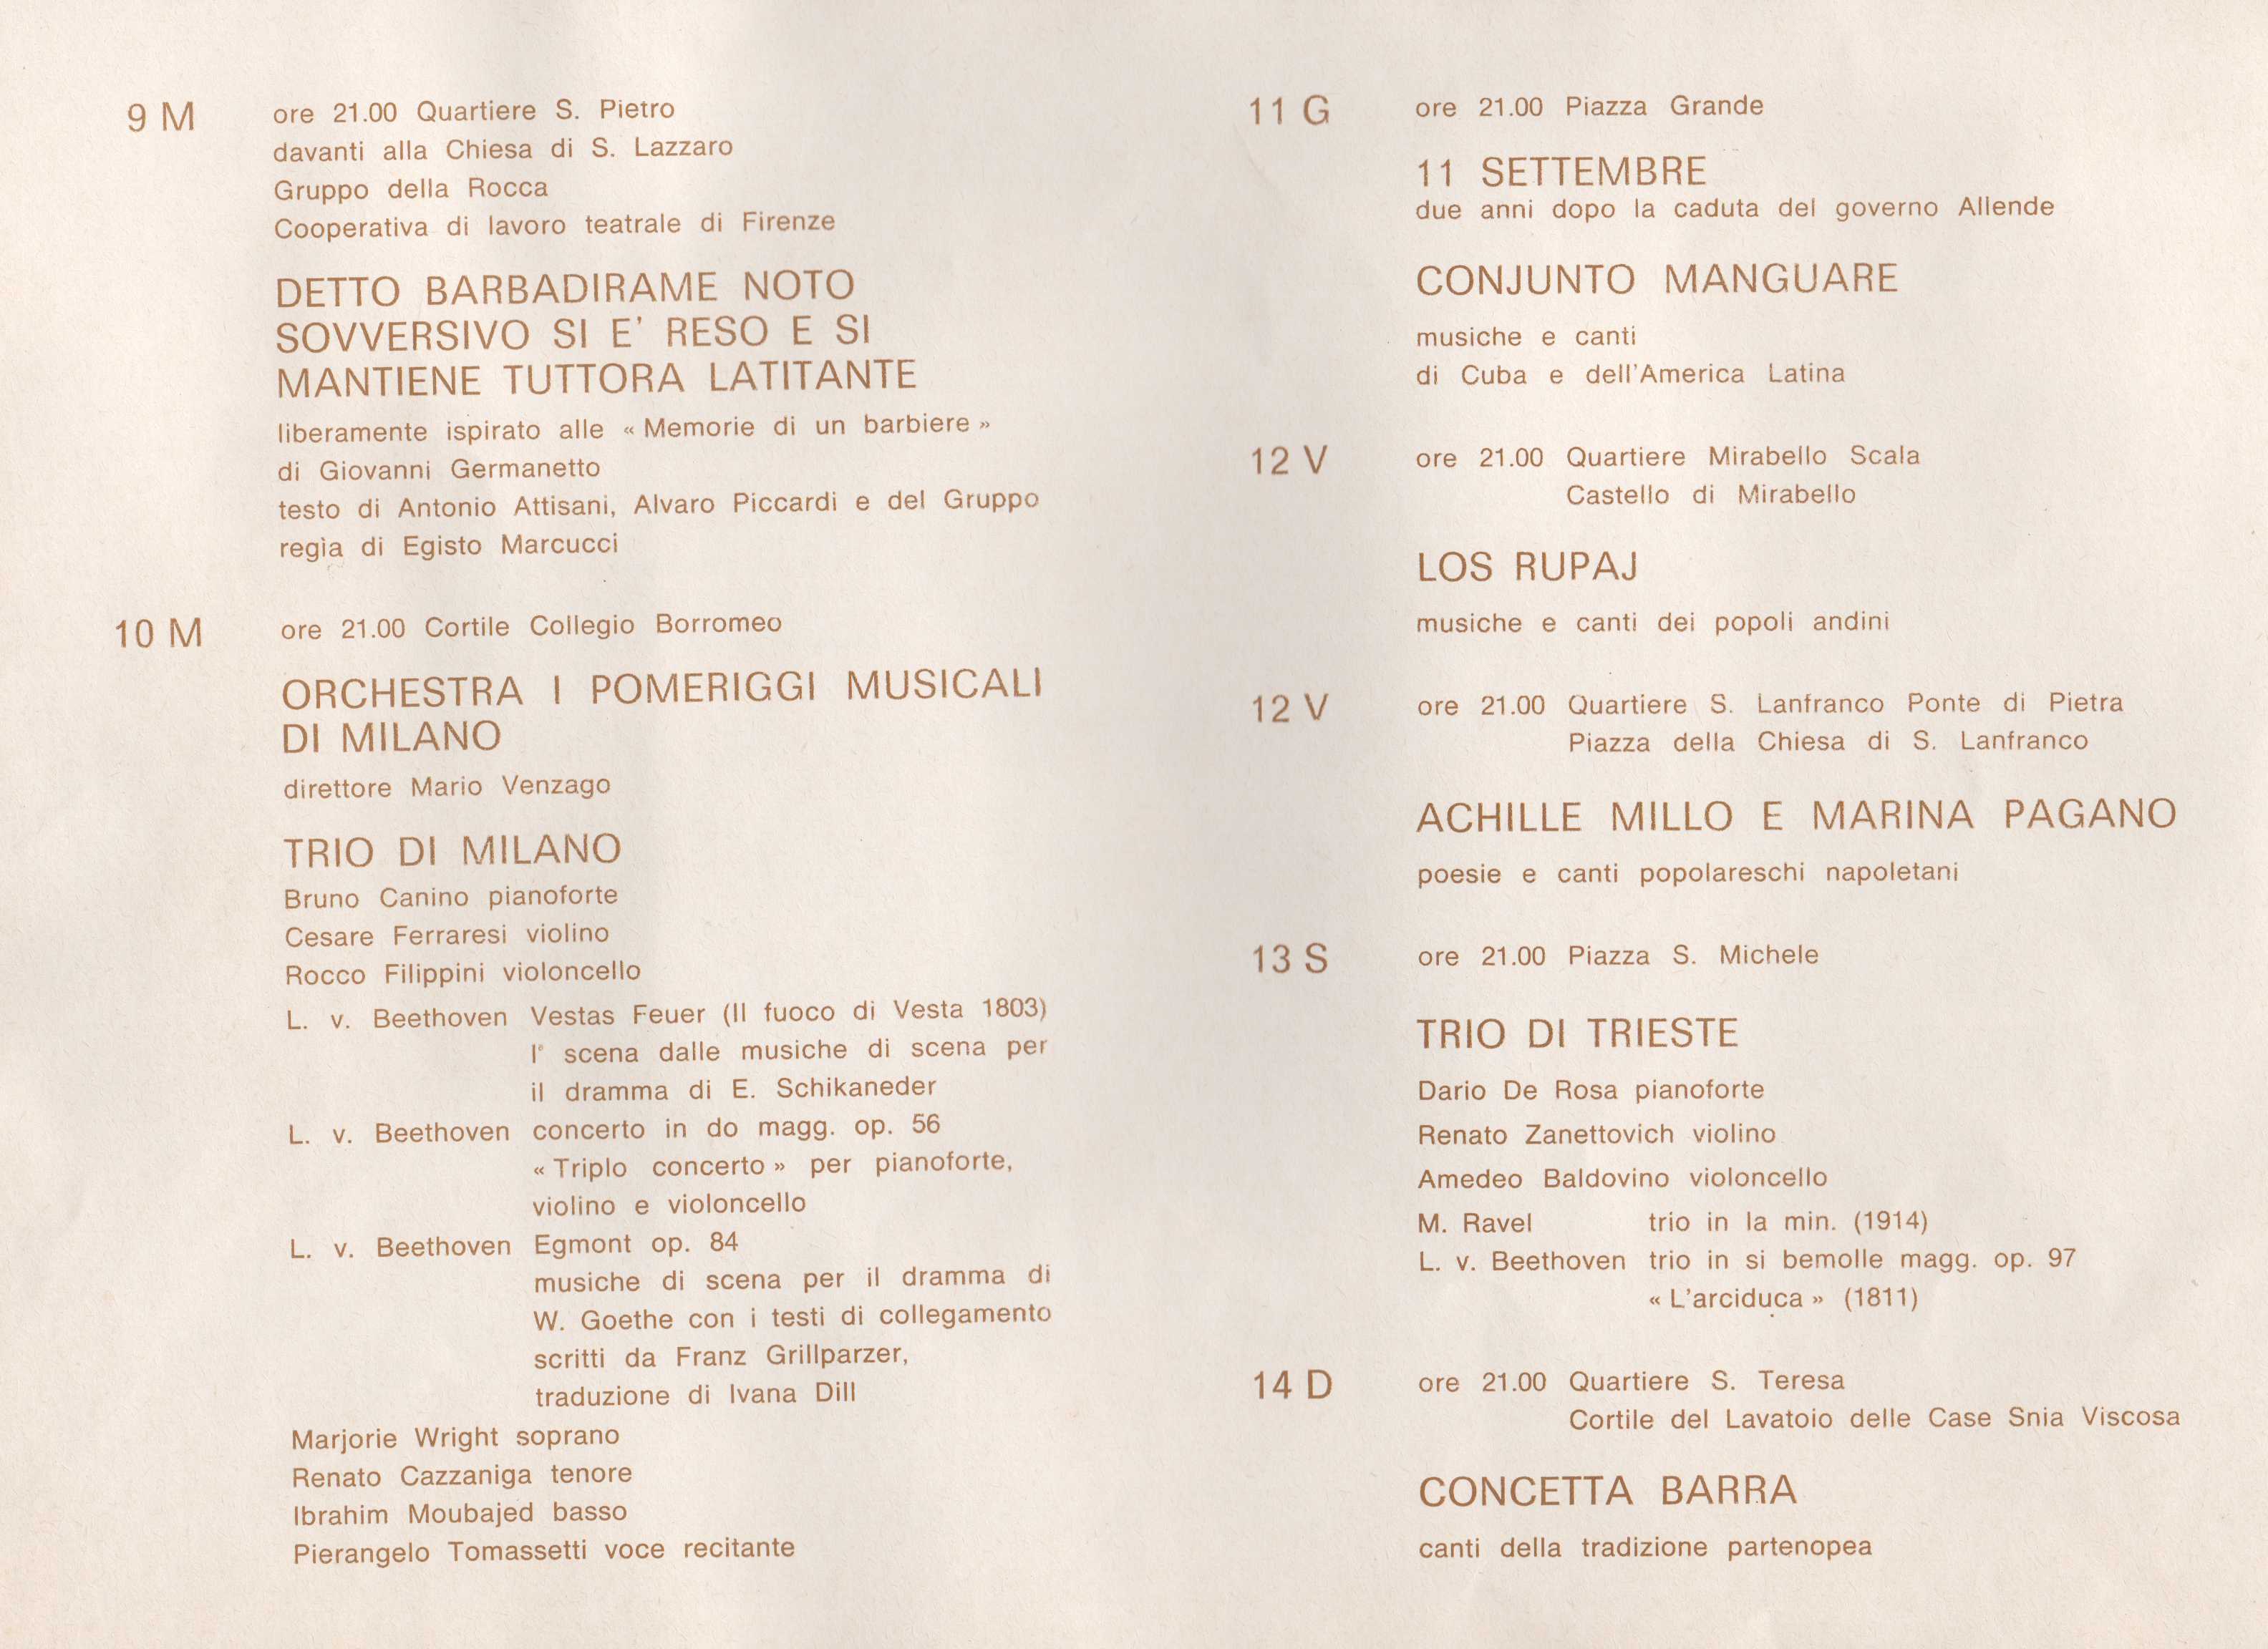 9 M
ore 21.00 Quartiere S. Pietro
davanti alla Chiesa di S. Lazzaro
Gruppo della Rocca
Cooperativa di lavoro teatrale di Firenze
DETTO BARBADIRAME NOTO
SOVVERSIVO SI E' RESO E SI
MANTIENE TUTTORA LATITANTE
liberamente ispirato alle « Memorie di un barbiere »
di Giovanni Germanetto
testo di Antonio Attisani, Alvaro Piccardi e del Gruppo
regìa di Egisto Marcucci
10 M
ore 21.00 Cortile Collegio Borromeo
ORCHESTRA I POMERIGGI MUSICALI
DI MILANO
direttore Mario Venzago
TRIO DI MILANO
Bruno Canino pianoforte
Cesare Ferraresi violino
Rocco Filippini violoncello
L. v. Beethoven Vestas Feuer (Il fuoco di Vesta 1803)
I° scena dalle musiche di scena per
il dramma di E. Schikaneder
L. v. Beethoven concerto in do magg. op. 56
« Triplo concerto » per pianoforte,
violino e violoncello
L. v. Beethoven Egmont op. 84
musiche di scena per il dramma di
W. Goethe con i testi di collegamento
scritti da Franz Grillparzer,
traduzione di Ivana Dill
Marjorie Wright soprano
Renato Cazzaniga tenore
Ibrahim Moubajed basso
Pierangelo Tomassetti voce recitante
11 G
ore 21.00 Piazza Grande
11 SETTEMBRE
due anni dopo la caduta del governo Allende
CONJUNTO MANGUARE
musiche e canti
di Cuba e dell'America Latina
12 V
ore 21.00 Quartiere Mirabello Scala
Castello di Mirabello
LOS RUPAJ
musiche e canti dei popoli andini
12 V
ore 21.00 Quartiere S. Lanfranco Ponte di Pietra
Piazza della Chiesa di S. Lanfranco
ACHILLE MILLO E MARINA PAGANO
poesie e canti popolareschi napoletani
13 S
ore 21.00 Piazza S. Michele
TRIO DI TRIESTE
Dario De Rosa pianoforte
Renato Zanettovich violino
Amedeo Baldovino violoncello
M. Ravel trio in la min. (1914)
L. v. Beethoven trio in si bemolle magg. op. 97
« L'arciduca » (1811)
14 D
ore 21.00 Quartiere S. Teresa
Cortile del Lavatoio delle Case Snia Viscosa
CONCETTA BARRA
canti della tradizione partenopea